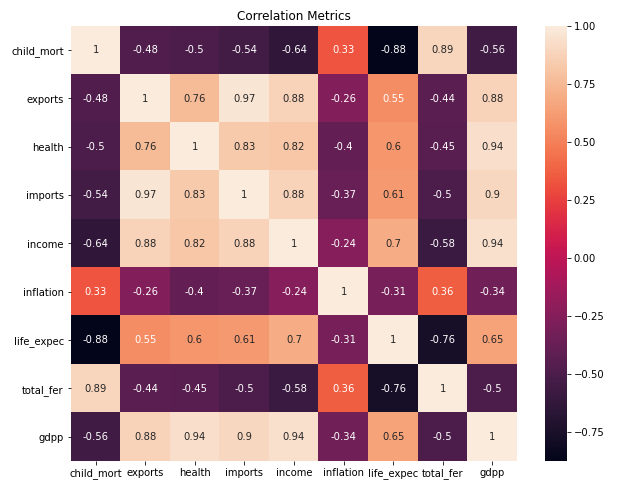 Correlation Metrics
child_mort 1 -0.48 -0.5 -0.54 -0.64 0.33 -0.88 0.89 -0.56
exports -0.48 1 0.76 0.97 0.88 -0.26 0.55 -0.44 0.88
health -0.5 0.76 1 0.83 0.82 -0.4 0.6 -0.45 0.94
imports -0.54 0.97 0.83 1 0.88 -0.37 0.61 -0.5 0.9
income -0.64 0.88 0.82 0.88 1 -0.24 0.7 -0.58 0.94
inflation 0.33 -0.26 -0.4 -0.37 -0.24 1 -0.31 0.36 -0.34
life_expec -0.88 0.55 0.6 0.61 0.7 -0.31 1 -0.76 0.65
total_fer 0.89 -0.44 -0.45 -0.5 -0.58 0.36 -0.76 1 -0.5
gdpp -0.56 0.88 0.94 0.9 0.94 -0.34 0.65 -0.5 1
child_mort exports health imports income inflation life_expec total_fer gdpp
1.00
0.75
0.50
0.25
0.00
-0.25
-0.50
-0.75